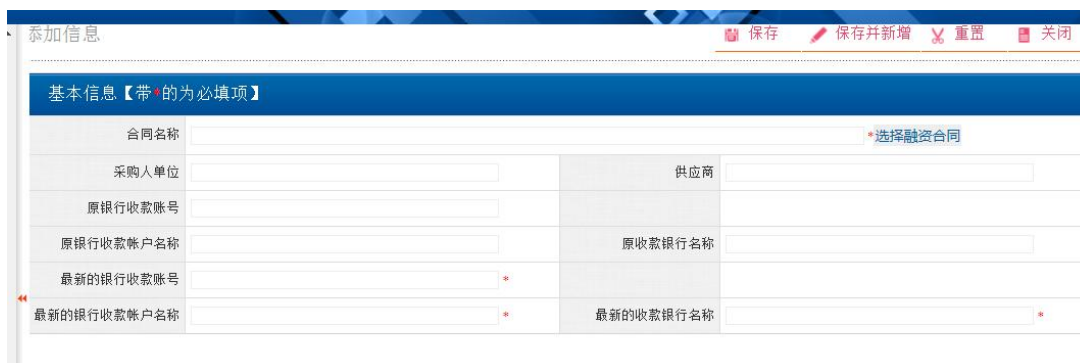 添加信息
保存 保存并新增 重置 关闭
基本信息【带*的为必填项】
合同名称 *选择融资合同
采购人单位 供应商
原银行收款账号
原银行收款帐户名称 原收款银行名称
最新的银行收款账号 *
最新的银行收款帐户名称 * 最新的收款银行名称 *